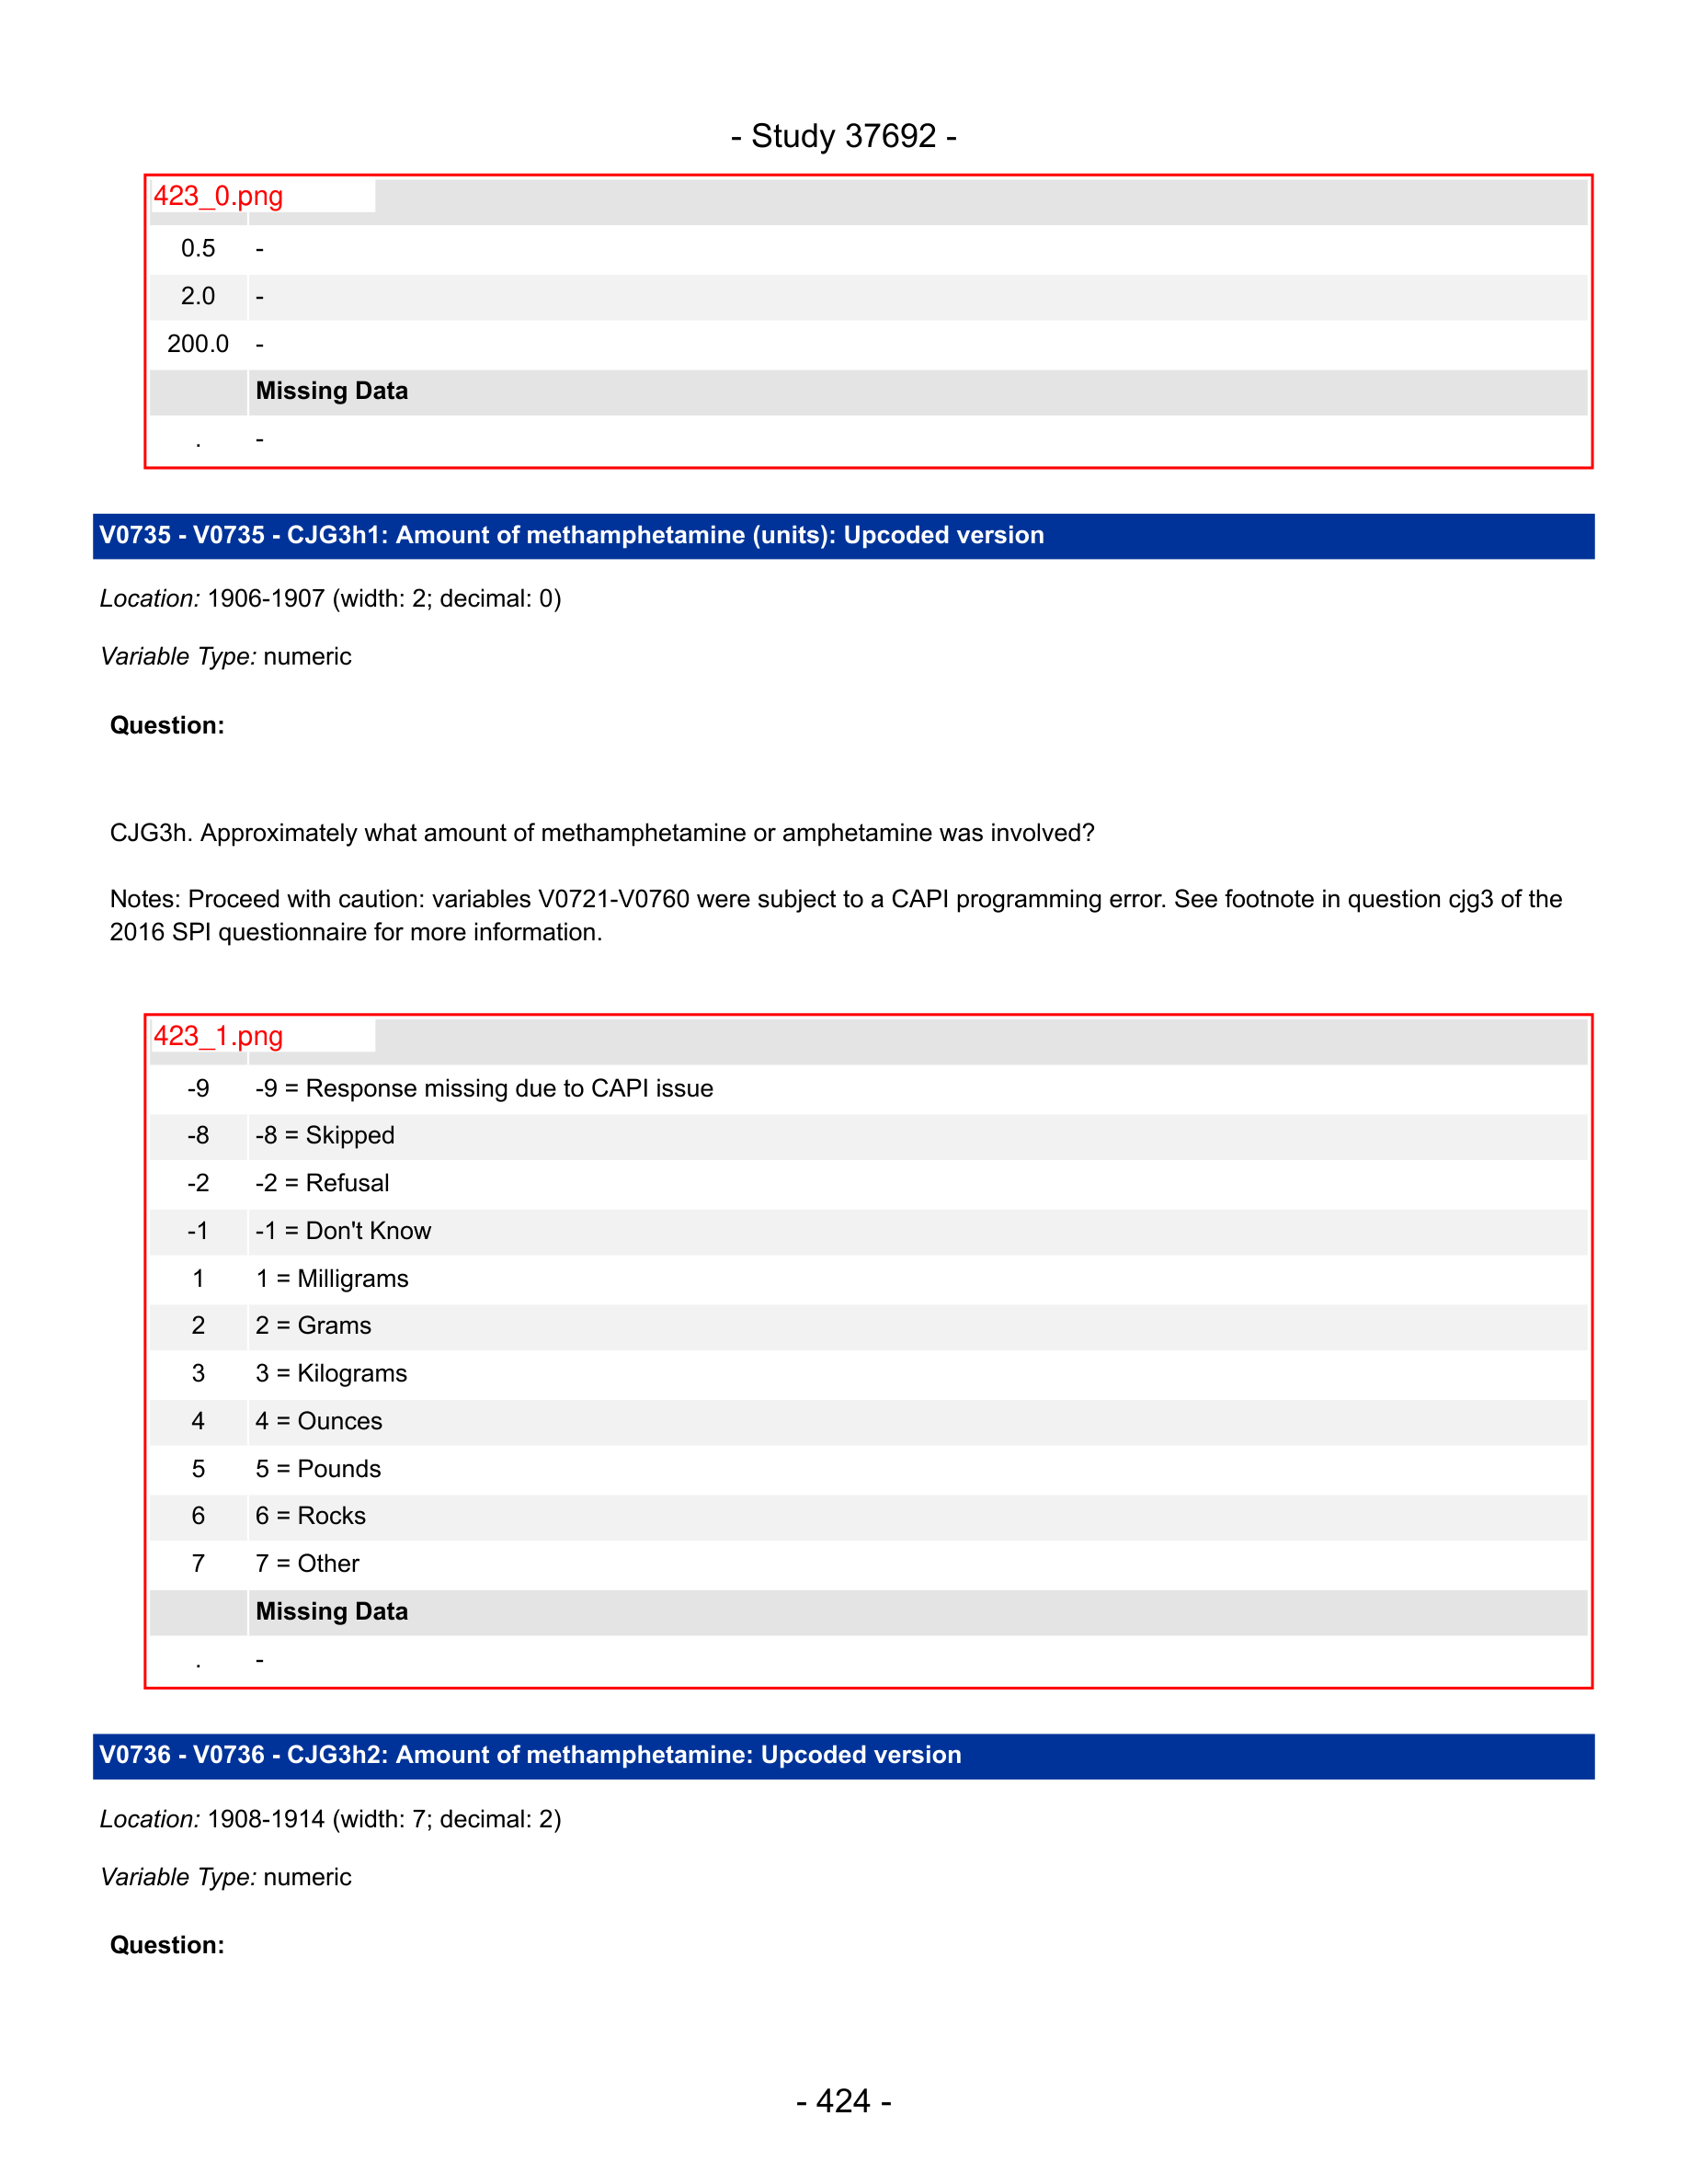 - Study 37692 -
423_0.png
0.5 -
2.0 -
200.0 -
Missing Data
. -
V0735 - V0735 - CJG3h1: Amount of methamphetamine (units): Upcoded version
Location: 1906-1907 (width: 2; decimal: 0)
Variable Type: numeric
Question:
CJG3h. Approximately what amount of methamphetamine or amphetamine was involved?
Notes: Proceed with caution: variables V0721-V0760 were subject to a CAPI programming error. See footnote in question cjg3 of the
2016 SPI questionnaire for more information.
423_1.png
-9 -9 = Response missing due to CAPI issue
-8 -8 = Skipped
-2 -2 = Refusal
-1 -1 = Don't Know
1 1 = Milligrams
2 2 = Grams
3 3 = Kilograms
4 4 = Ounces
5 5 = Pounds
6 6 = Rocks
7 7 = Other
Missing Data
. -
V0736 - V0736 - CJG3h2: Amount of methamphetamine: Upcoded version
Location: 1908-1914 (width: 7; decimal: 2)
Variable Type: numeric
Question:
- 424 -